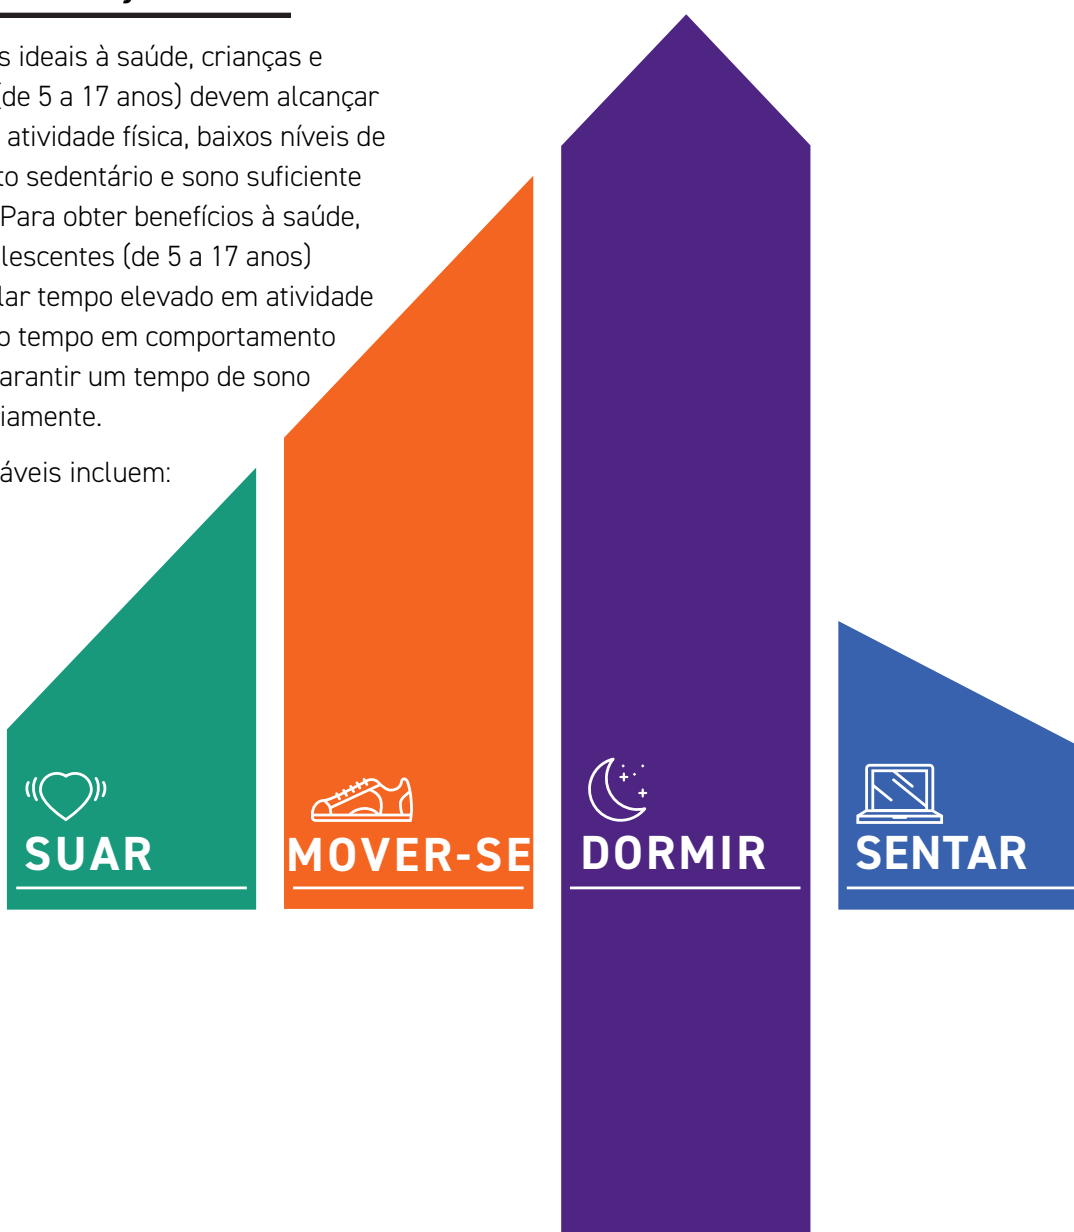 s ideais à saúde, crianças e
(de 5 a 17 anos) devem alcançar
atividade física, baixos níveis de
to sedentário e sono suficiente
Para obter benefícios à saúde,
lescentes (de 5 a 17 anos)
lar tempo elevado em atividade
o tempo em comportamento
arantir um tempo de sono
iamente.
áveis incluem:
SUAR
MOVER-SE
DORMIR
SENTAR